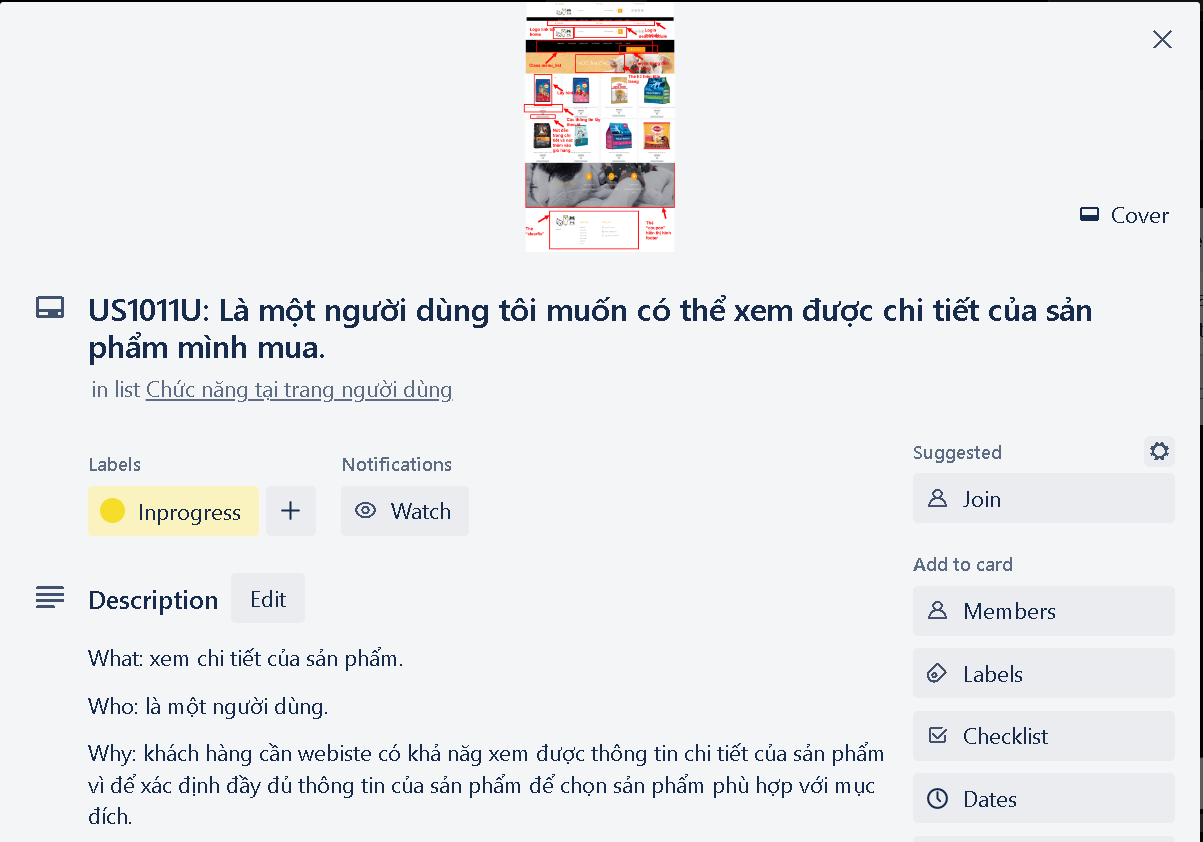 Cover
US1011U: Là một người dùng tôi muốn có thể xem được chi tiết của sản
phẩm mình mua.
in list Chức năng tại trang người dùng
Labels
Notifications
Inprogress
Watch
Description
Edit
What: xem chi tiết của sản phẩm.
Who: là một người dùng.
Why: khách hàng cần webiste có khả năg xem được thông tin chi tiết của sản phẩm
vì để xác định đầy đủ thông tin của sản phẩm để chọn sản phẩm phù hợp với mục
đích.
Suggested
Join
Add to card
Members
Labels
Checklist
Dates